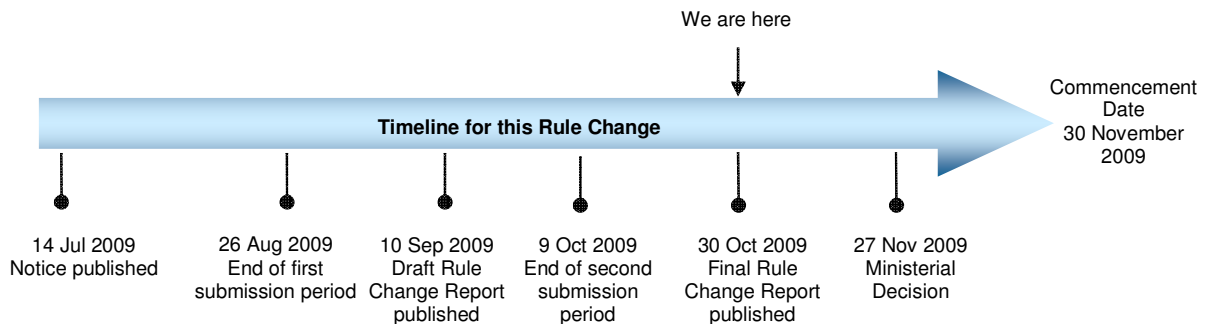 We are here
Timeline for this Rule Change
Commencement
Date
30 November
2009
14 Jul 2009
Notice published
26 Aug 2009
End of first
submission period
10 Sep 2009
Draft Rule
Change Report
published
9 Oct 2009
End of second
submission
period
30 Oct 2009
Final Rule
Change Report
published
27 Nov 2009
Ministerial
Decision